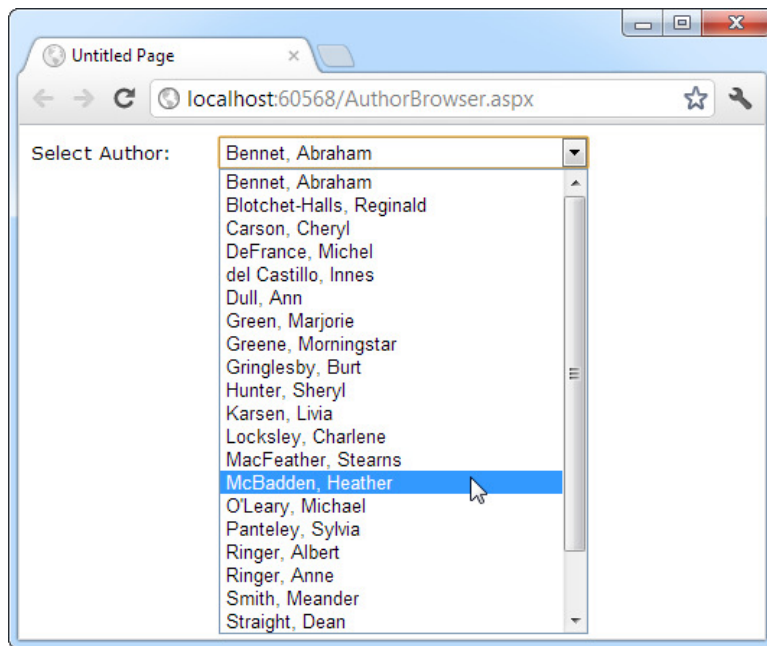 Untitled Page
localhost:60568/AuthorBrowser.aspx
Select Author:
Bennet, Abraham
Bennet, Abraham
Blotchet-Halls, Reginald
Carson, Cheryl
DeFrance, Michel
del Castillo, Innes
Dull, Ann
Green, Marjorie
Greene, Morningstar
Gringlesby, Burt
Hunter, Sheryl
Karsen, Livia
Locksley, Charlene
MacFeather, Stearns
McBadden, Heather
O'Leary, Michael
Panteley, Sylvia
Ringer, Albert
Ringer, Anne
Smith, Meander
Straight, Dean